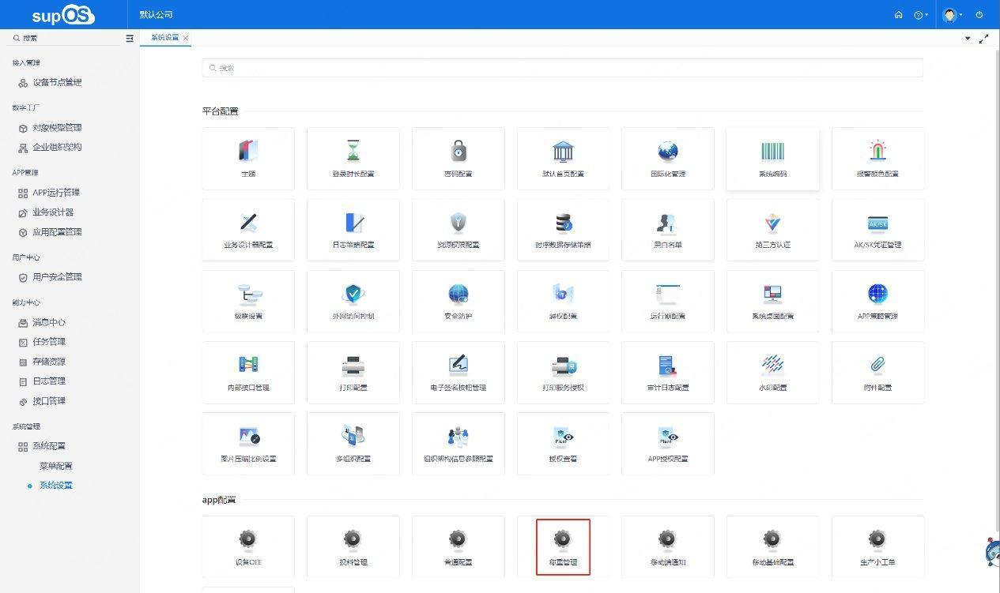 supOS
默认公司
搜索
系统设置
接入管理
设备节点管理
数字工厂
对象模型管理
企业组织架构
APP管理
APP运行管理
业务设计器
应用配置管理
用户中心
用户安全管理
能力中心
消息中心
任务管理
存储资源
日志管理
接口管理
系统管理
系统配置
菜单配置
系统设置
搜索
平台配置
主题
登录时长配置
密码配置
默认首页配置
国际化管理
系统编码
报警颜色配置
业务设计器配置
日志策略配置
资源权限配置
时序数据存储策略
黑白名单
第三方认证
AK/SK
AK/SK凭证管理
级联设置
外网访问控制
安全防护
越权配置
运行期配置
系统桌面配置
APP策略管理
内部接口管理
打印配置
电子签名按钮管理
打印服务授权
审计日志配置
水印配置
附件配置
图片压缩比例设置
多组织配置
组织架构信息参照配置
Plant
授权查看
Plant
APP授权配置
app配置
设备OEE
投料管理
普通配置
称重管理
移动端通知
移动基础配置
生产小工单